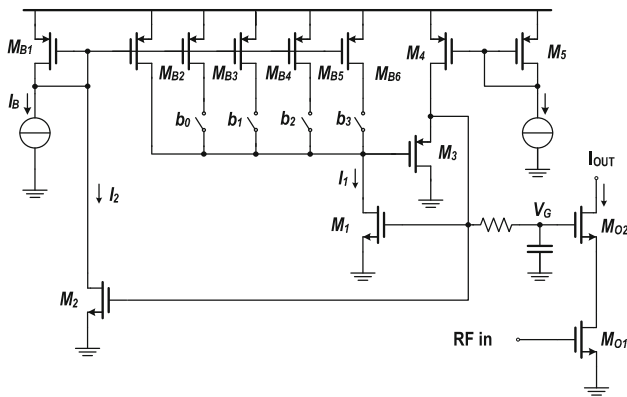 M_B1
M_B2
M_B3
M_B4
M_B5
M_B6
M_4
M_5
I_B
b_0
b_1
b_2
b_3
M_3
I_2
I_1
M_1
I_OUT
V_G
M_O2
M_2
RF in
M_O1